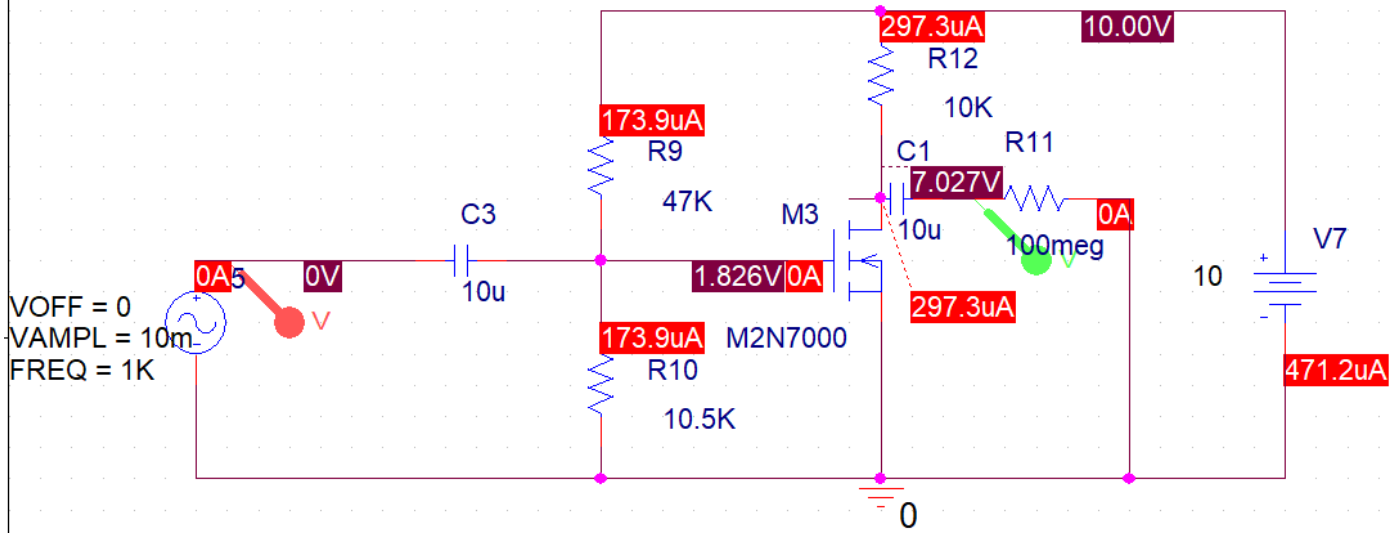 297.3uA
10.00V
R12
10K
173.9uA
R9
47K
C1
R11
7.027V
0A
10u
100meg
V
C3
10u
M3
V7
10
0A
5
0V
V
1.826V
0A
297.3uA
VOFF = 0
VAMPL = 10m
FREQ = 1K
173.9uA
M2N7000
R10
10.5K
471.2uA
0